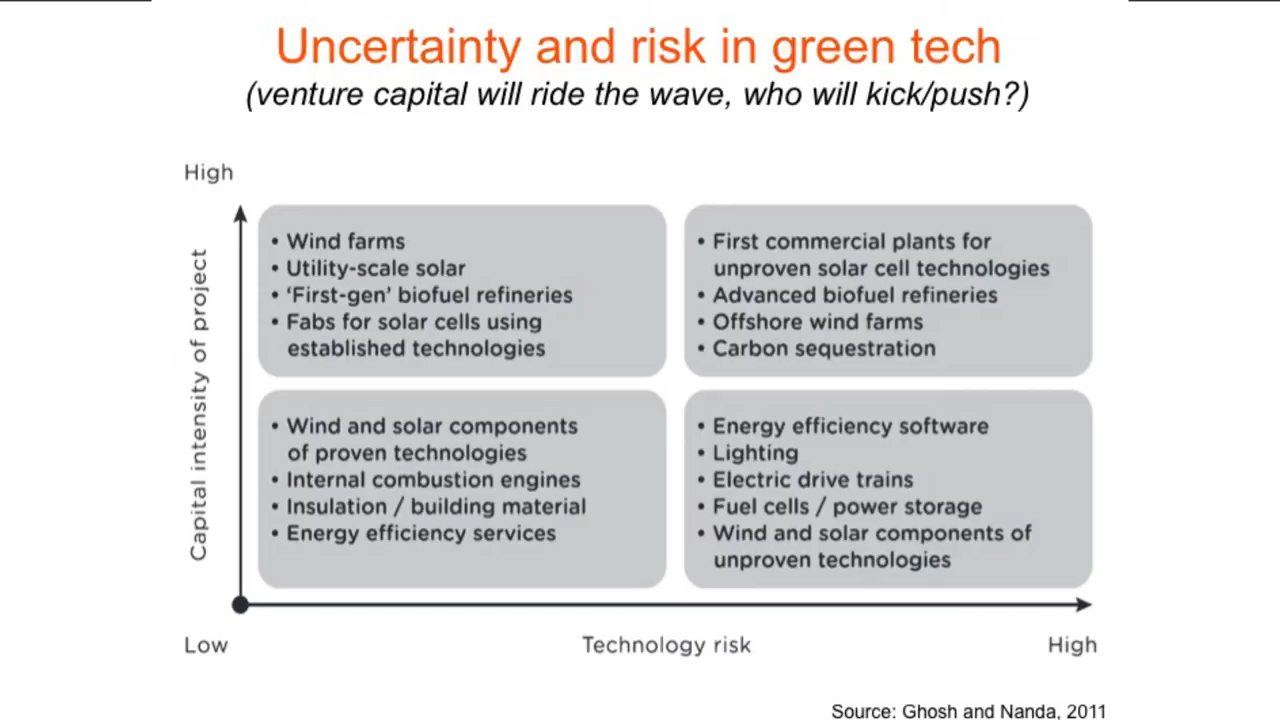 Uncertainty and risk in green tech
(venture capital will ride the wave, who will kick/push?)
High
Capital intensity of project
• Wind farms
• Utility-scale solar
• ‘First-gen’ biofuel refineries
• Fabs for solar cells using
established technologies
• First commercial plants for
unproven solar cell technologies
• Advanced biofuel refineries
• Offshore wind farms
• Carbon sequestration
• Wind and solar components
of proven technologies
• Internal combustion engines
• Insulation / building material
• Energy efficiency services
• Energy efficiency software
• Lighting
• Electric drive trains
• Fuel cells / power storage
• Wind and solar components of
unproven technologies
Low
Technology risk
High
Source: Ghosh and Nanda, 2011